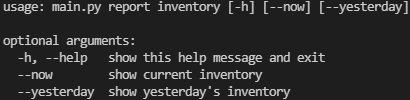 usage: main.py report inventory [-h] [--now] [--yesterday]
optional arguments:
-h, --help show this help message and exit
--now show current inventory
--yesterday show yesterday's inventory